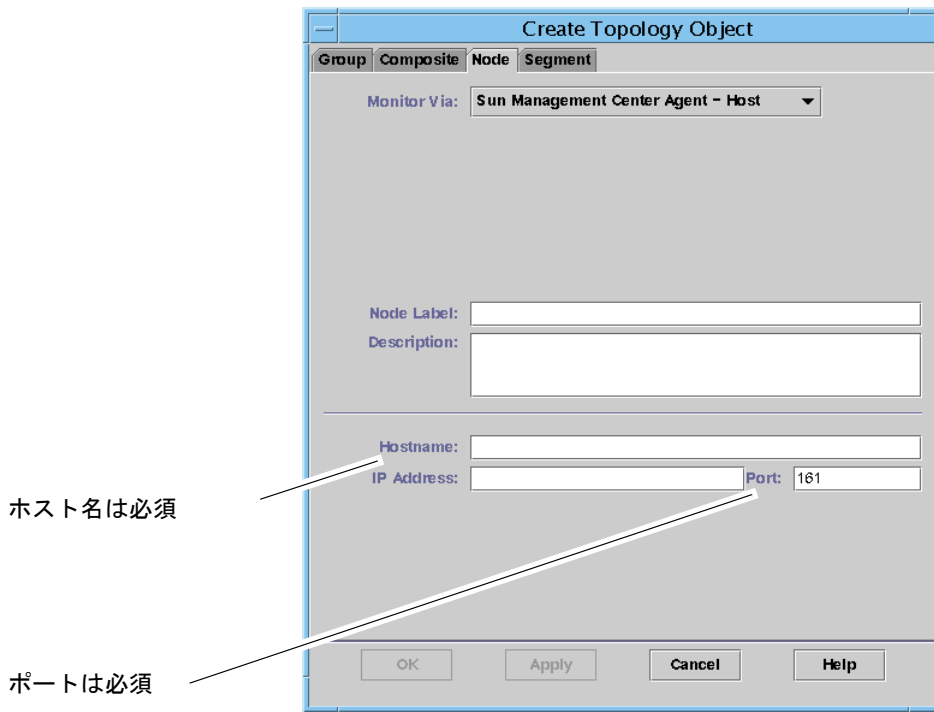 Create Topology Object
Group Composite Node Segment
Monitor Via: Sun Management Center Agent - Host
Node Label:
Description:
Hostname:
IP Address: Port: 161
ホスト名は必須
OK Apply Cancel Help
ポートは必須